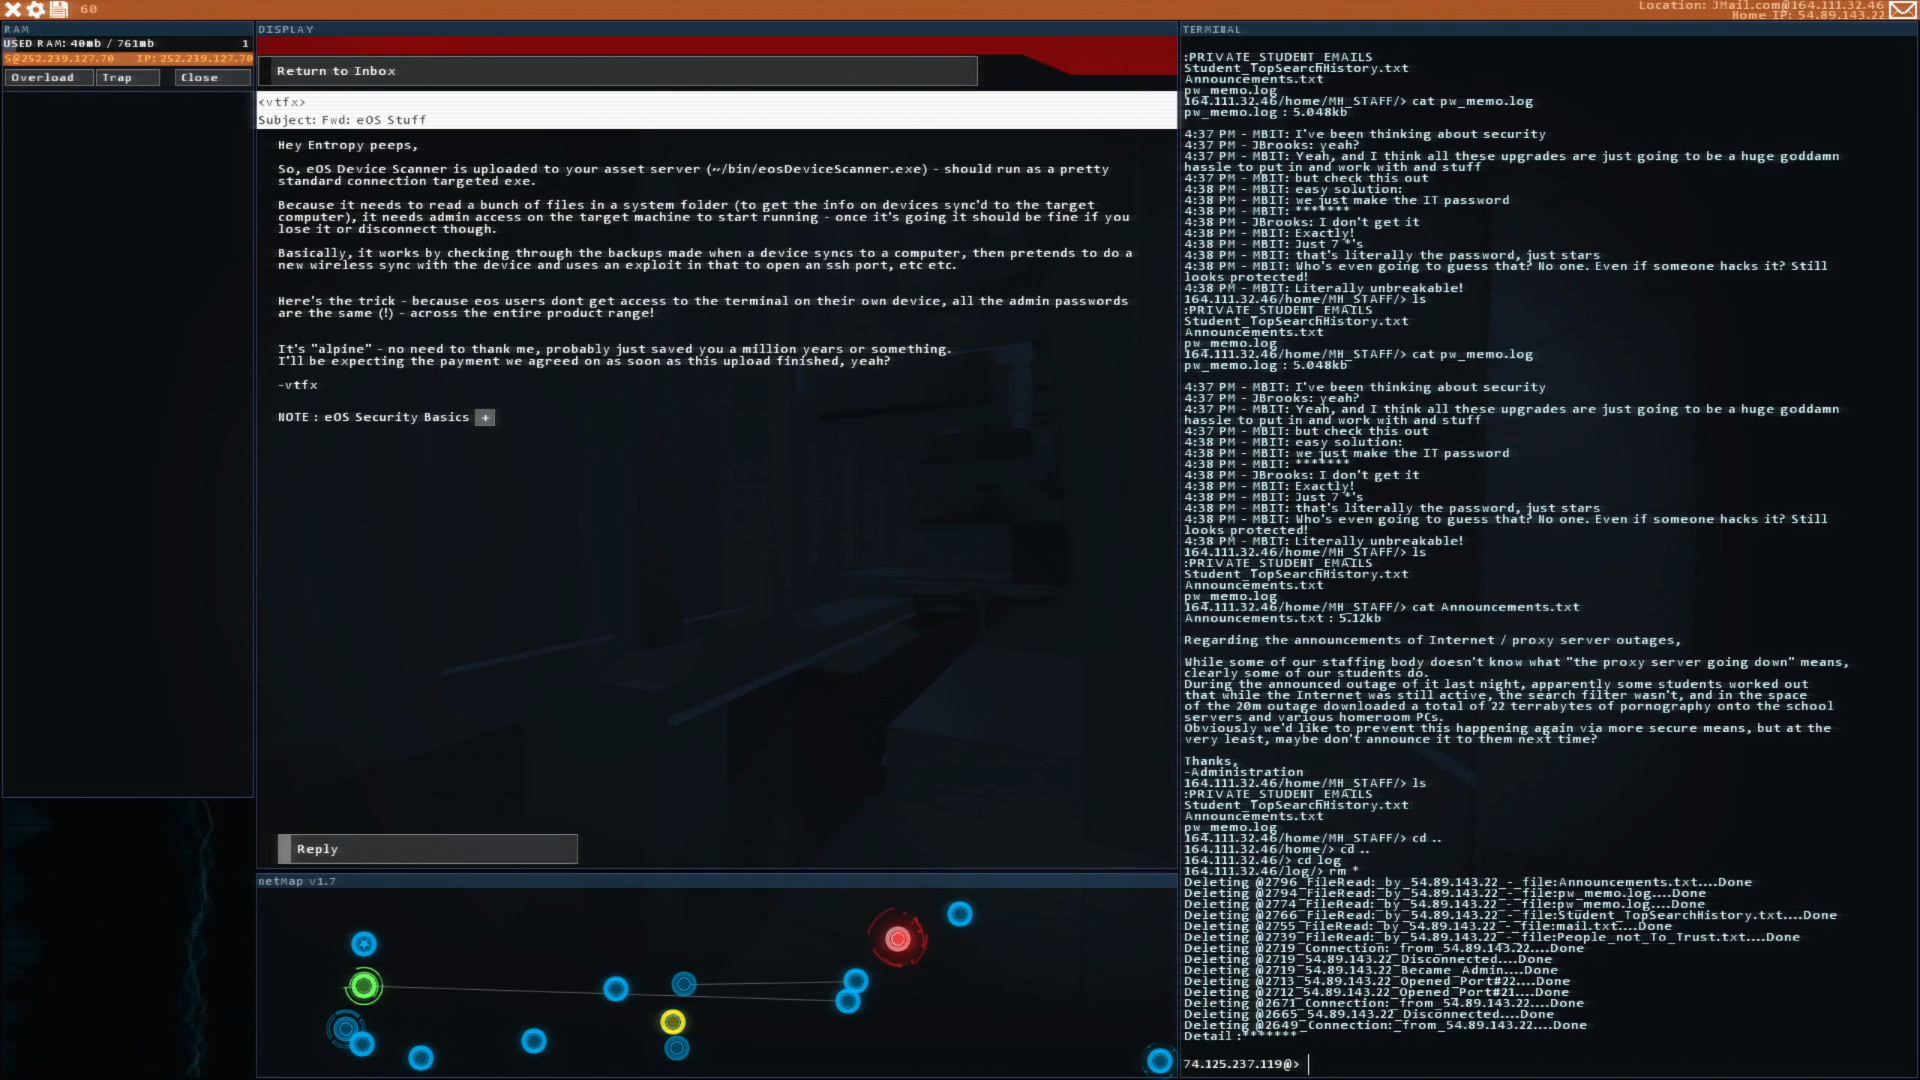 60
Location: JMail.com@164.111.32.46
Home IP: 54.89.143.22
RAM
USED RAM: 40mb / 761mb 1
S@252.239.127.70 IP: 252.239.127.70
Overload Trap Close
DISPLAY
Return to Inbox
<vtfx>
Subject: Fwd: eOS Stuff
Hey Entropy peeps,
So, eOS Device Scanner is uploaded to your asset server (~/bin/eosDeviceScanner.exe) - should run as a pretty
standard connection targeted exe.
Because it needs to read a bunch of files in a system folder (to get the info on devices sync'd to the target
computer), it needs admin access on the target machine to start running - once it's going it should be fine if you
lose it or disconnect though.
Basically, it works by checking through the backups made when a device syncs to a computer, then pretends to do a
new wireless sync with the device and uses an exploit in that to open an ssh port, etc etc.
Here's the trick - because eos users dont get access to the terminal on their own device, all the admin passwords
are the same (!) - across the entire product range!
It's "alpine" - no need to thank me, probably just saved you a million years or something.
I'll be expecting the payment we agreed on as soon as this upload finished, yeah?
-vtfx
NOTE : eOS Security Basics +
Reply
netMap v1.7
TERMINAL
:PRIVATE_STUDENT_EMAILS
Student_TopSearchHistory.txt
Announcements.txt
pw_memo.log
164.111.32.46/home/MH_STAFF/> cat pw_memo.log
pw_memo.log : 5.048kb
4:37 PM - MBIT: I've been thinking about security
4:37 PM - JBrooks: yeah?
4:37 PM - MBIT: Yeah, and I think all these upgrades are just going to be a huge goddamn
hassle to put in and work with and stuff
4:37 PM - MBIT: but check this out
4:38 PM - MBIT: easy solution:
4:38 PM - MBIT: we just make the IT password
4:38 PM - MBIT: *******
4:38 PM - JBrooks: I don't get it
4:38 PM - MBIT: Exactly!
4:38 PM - MBIT: Just 7 *'s
4:38 PM - MBIT: that's literally the password, just stars
4:38 PM - MBIT: Who's even going to guess that? No one. Even if someone hacks it? Still
looks protected!
4:38 PM - MBIT: Literally unbreakable!
164.111.32.46/home/MH_STAFF/> ls
:PRIVATE_STUDENT_EMAILS
Student_TopSearchHistory.txt
Announcements.txt
pw_memo.log
164.111.32.46/home/MH_STAFF/> cat pw_memo.log
pw_memo.log : 5.048kb
4:37 PM - MBIT: I've been thinking about security
4:37 PM - JBrooks: yeah?
4:37 PM - MBIT: Yeah, and I think all these upgrades are just going to be a huge goddamn
hassle to put in and work with and stuff
4:37 PM - MBIT: but check this out
4:38 PM - MBIT: easy solution:
4:38 PM - MBIT: we just make the IT password
4:38 PM - MBIT: *******
4:38 PM - JBrooks: I don't get it
4:38 PM - MBIT: Exactly!
4:38 PM - MBIT: Just 7 *'s
4:38 PM - MBIT: that's literally the password, just stars
4:38 PM - MBIT: Who's even going to guess that? No one. Even if someone hacks it? Still
looks protected!
4:38 PM - MBIT: Literally unbreakable!
164.111.32.46/home/MH_STAFF/> ls
:PRIVATE_STUDENT_EMAILS
Student_TopSearchHistory.txt
Announcements.txt
pw_memo.log
164.111.32.46/home/MH_STAFF/> cat Announcements.txt
Announcements.txt : 5.12kb
Regarding the announcements of Internet / proxy server outages,
While some of our staffing body doesn't know what "the proxy server going down" means,
clearly some of our students do.
During the announced outage of it last night, apparently some students worked out
that while the Internet was still active, the search filter wasn't, and in the space
of the 20m outage downloaded a total of 22 terrabytes of pornography onto the school
servers and various homeroom PCs.
Obviously we'd like to prevent this happening again via more secure means, but at the
very least, maybe don't announce it to them next time?
Thanks,
-Administration
164.111.32.46/home/MH_STAFF/> ls
:PRIVATE_STUDENT_EMAILS
Student_TopSearchHistory.txt
Announcements.txt
pw_memo.log
164.111.32.46/home/MH_STAFF/> cd ..
164.111.32.46/home/> cd ..
164.111.32.46/> cd log
164.111.32.46/log/> rm *
Deleting @2796_FileRead:_by_54.89.143.22_-_file:Announcements.txt....Done
Deleting @2794_FileRead:_by_54.89.143.22_-_file:pw_memo.log....Done
Deleting @2774_FileRead:_by_54.89.143.22_-_file:pw_memo.log....Done
Deleting @2766_FileRead:_by_54.89.143.22_-_file:Student_TopSearchHistory.txt....Done
Deleting @2755_FileRead:_by_54.89.143.22_-_file:mail.txt....Done
Deleting @2739_FileRead:_by_54.89.143.22_-_file:People_not_To_Trust.txt....Done
Deleting @2719_Connection:_from_54.89.143.22....Done
Deleting @2719_54.89.143.22_Disconnected....Done
Deleting @2719_54.89.143.22_Became_Admin....Done
Deleting @2713_54.89.143.22_Opened_Port#22....Done
Deleting @2712_54.89.143.22_Opened_Port#21....Done
Deleting @2671_Connection:_from_54.89.143.22....Done
Deleting @2665_54.89.143.22_Disconnected....Done
Deleting @2649_Connection:_from_54.89.143.22....Done
Detail :*******
74.125.237.119@>